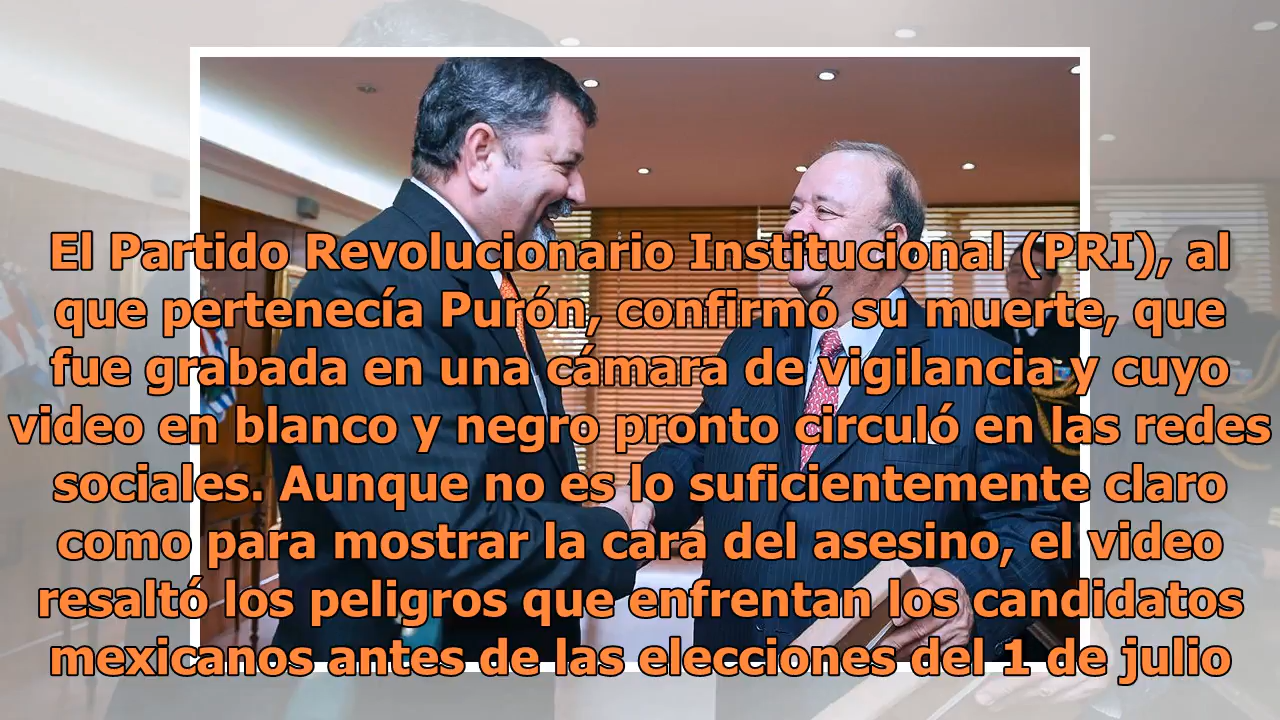 El Partido Revolucionario Institucional (PRI), al
que pertenecía Purón, confirmó su muerte, que
fue grabada en una cámara de vigilancia y cuyo
video en blanco y negro pronto circuló en las redes
sociales. Aunque no es lo suficientemente claro
como para mostrar la cara del asesino, el video
resaltó los peligros que enfrentan los candidatos
mexicanos antes de las elecciones del 1 de julio